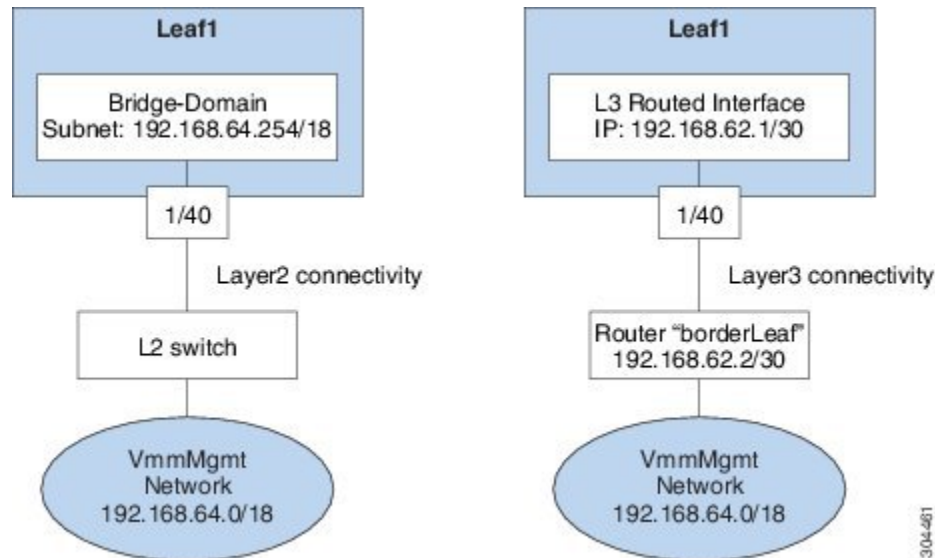 Leaf1
Bridge-Domain
Subnet: 192.168.64.254/18
1/40
Layer2 connectivity
L2 switch
VmmMgmt
Network
192.168.64.0/18
Leaf1
L3 Routed Interface
IP: 192.168.62.1/30
1/40
Layer3 connectivity
Router “borderLeaf”
192.168.62.2/30
VmmMgmt
Network
192.168.64.0/18
304461